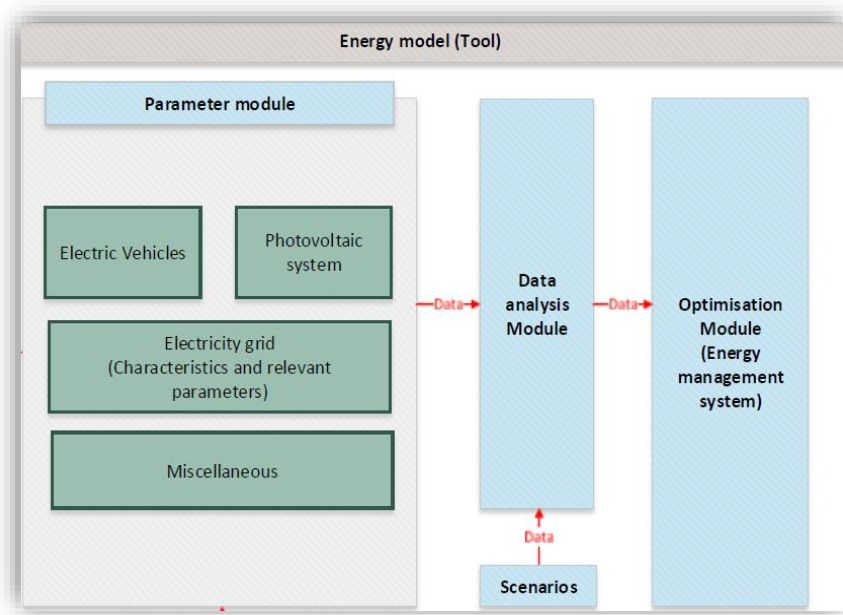 Energy model (Tool)
Parameter module
Electric Vehicles
Photovoltaic
system
Electricity grid
(Characteristics and relevant
parameters)
Miscellaneous
Data
Data
analysis
Module
Data
Optimisation
Module
(Energy
management
system)
Data
Scenarios